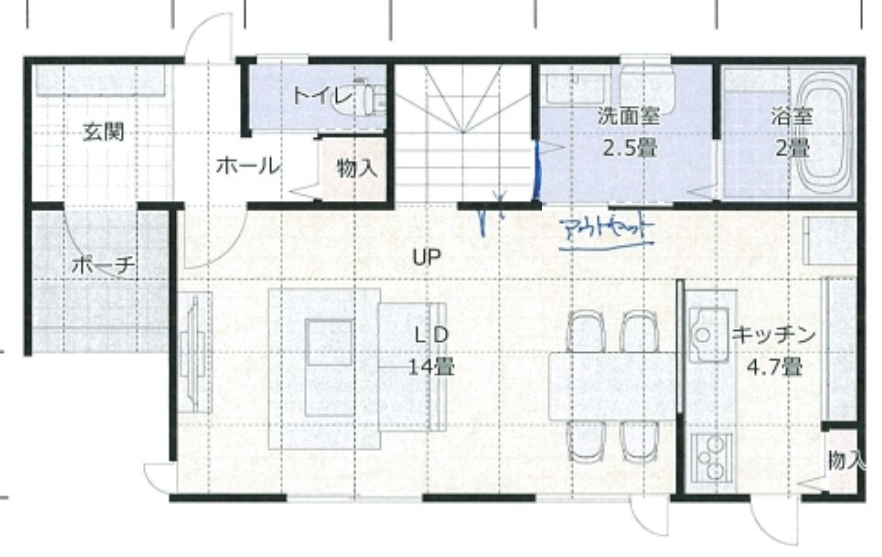 トイレ
玄関
洗面室
2.5畳
浴室
2畳
ホール
物入
アウトセット
ポーチ
UP
LD
14畳
キッチン
4.7畳
物入